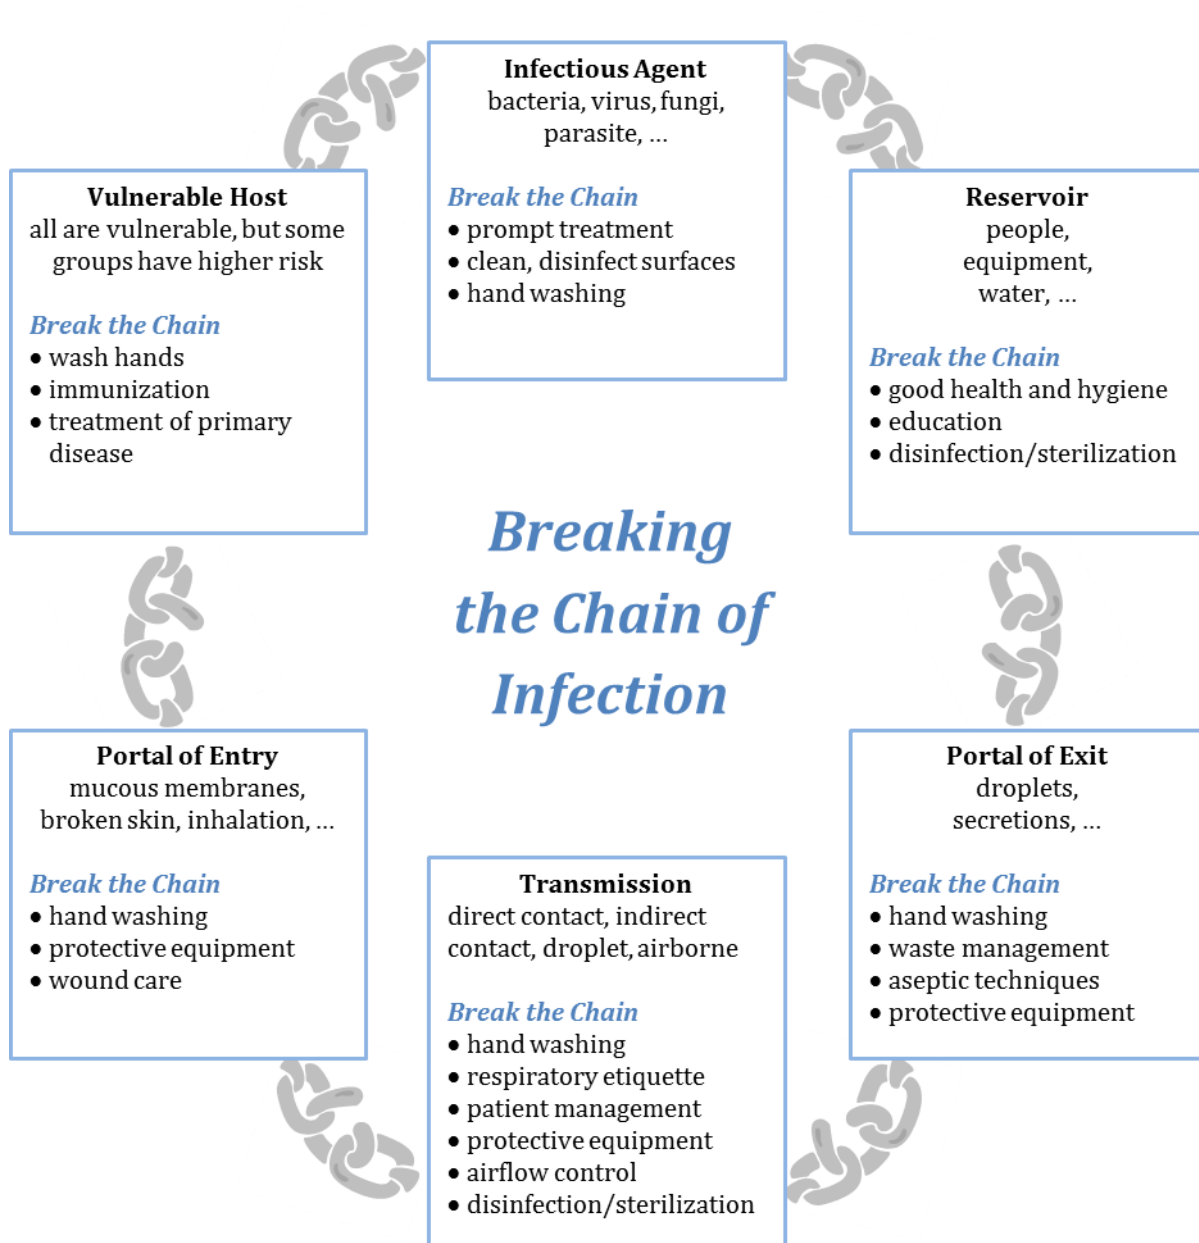 Infectious Agent
bacteria, virus, fungi,
parasite, ...
Break the Chain
• prompt treatment
• clean, disinfect surfaces
• hand washing
Vulnerable Host
all are vulnerable, but some
groups have higher risk
Break the Chain
• wash hands
• immunization
• treatment of primary
disease
Reservoir
people,
equipment,
water, ...
Break the Chain
• good health and hygiene
• education
• disinfection/sterilization
Breaking
the Chain of
Infection
Portal of Entry
mucous membranes,
broken skin, inhalation, ...
Break the Chain
• hand washing
• protective equipment
• wound care
Transmission
direct contact, indirect
contact, droplet, airborne
Break the Chain
• hand washing
• respiratory etiquette
• patient management
• protective equipment
• airflow control
• disinfection/sterilization
Portal of Exit
droplets,
secretions, ...
Break the Chain
• hand washing
• waste management
• aseptic techniques
• protective equipment